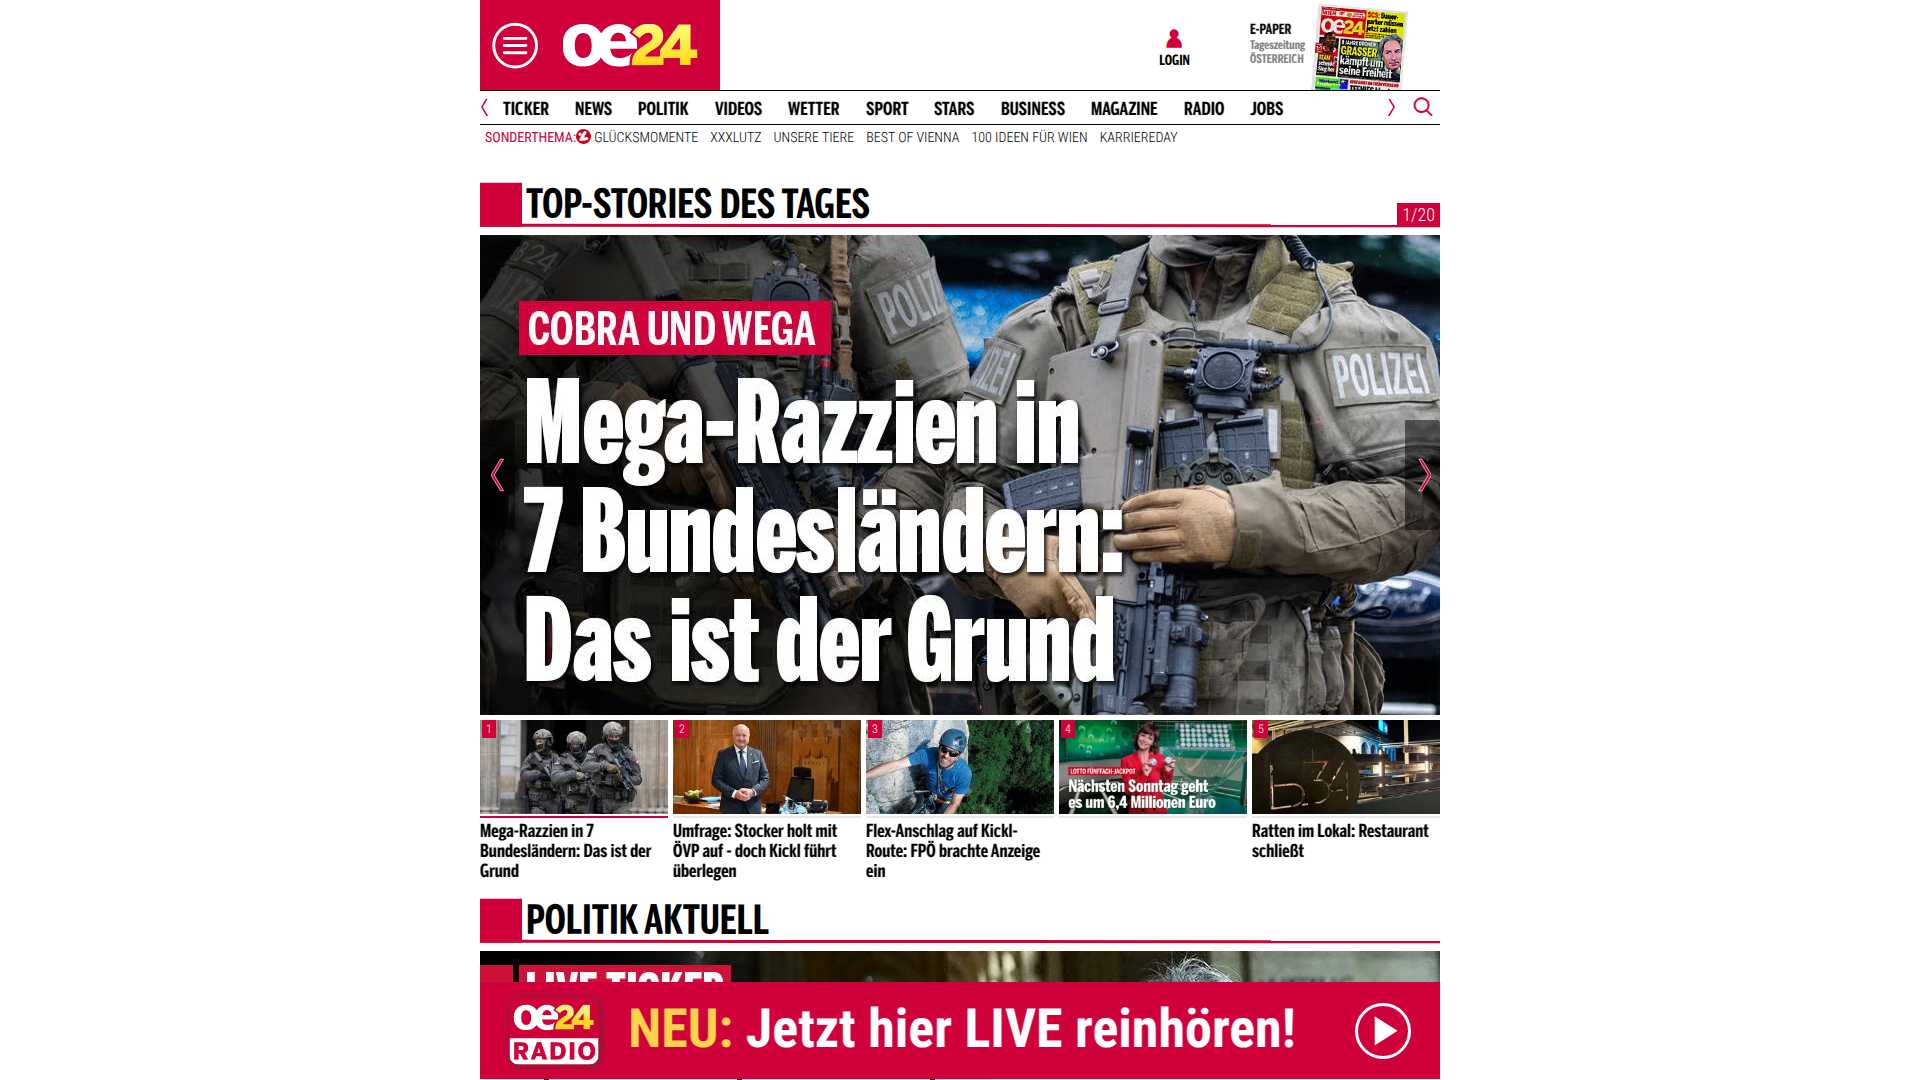 oe24
LOGIN
E-PAPER
Tageszeitung
ÖSTERREICH
oe24
GRASSER
kämpft um
seine Freiheit
TICKER NEWS POLITIK VIDEOS WETTER SPORT STARS BUSINESS MAGAZINE RADIO JOBS
SONDERTHEMA: GLÜCKSMOMENTE XXXLUTZ UNSERE TIERE BEST OF VIENNA 100 IDEEN FÜR WIEN KARRIEREDAY
TOP-STORIES DES TAGES
1/20
POLIZEI
COBRA UND WEGA
Mega-Razzien in
7 Bundesländern:
Das ist der Grund
1
2
3
4
5
LOTTO FÜNFFACH-JACKPOT
Nächsten Sonntag geht
es um 6,4 Millionen Euro
b.34
Mega-Razzien in 7
Bundesländern: Das ist der
Grund
Umfrage: Stocker holt mit
ÖVP auf - doch Kickl führt
überlegen
Flex-Anschlag auf Kickl-
Route: FPÖ brachte Anzeige
ein
Ratten im Lokal: Restaurant
schließt
POLITIK AKTUELL
LIVE-TICKER
oe24
RADIO
NEU: Jetzt hier LIVE reinhören!